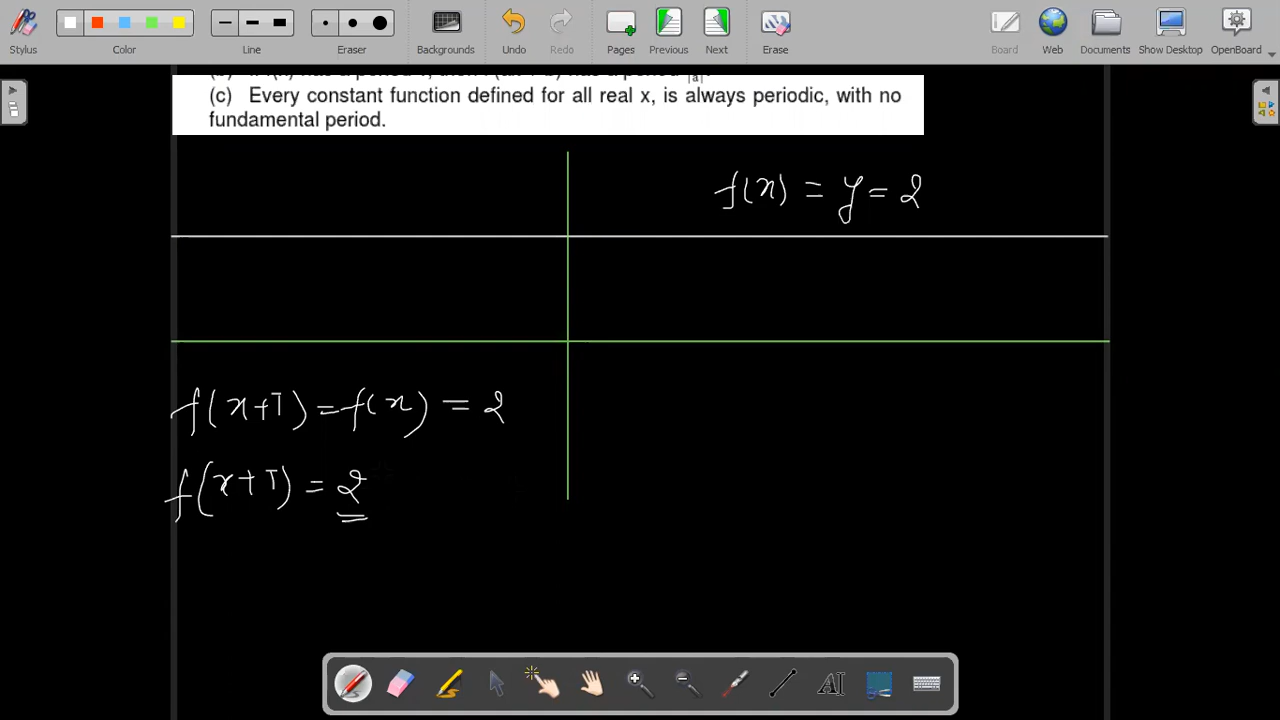 Stylus Color Line Eraser Backgrounds Undo Redo Pages Previous Next Erase Board Web Documents Show Desktop OpenBoard
(c) Every constant function defined for all real x, is always periodic, with no
fundamental period.
f(x) = y = 2
f(x+T) = f(x) = 2
f(x+T) = 2
AI